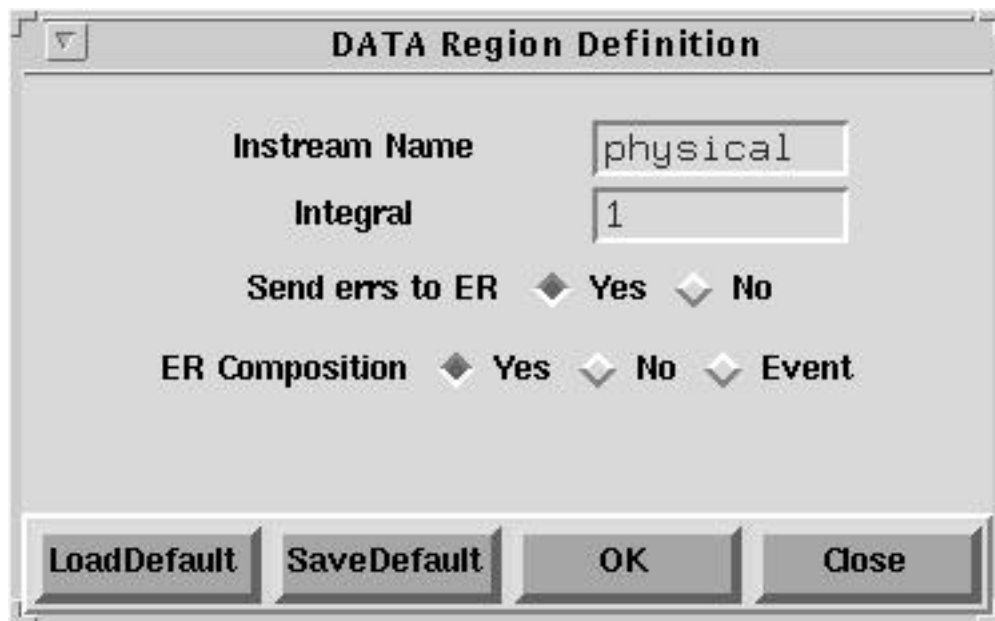 DATA Region Definition
Instream Name physical
Integral 1
Send errs to ER Yes No
ER Composition Yes No Event
LoadDefault SaveDefault OK Close